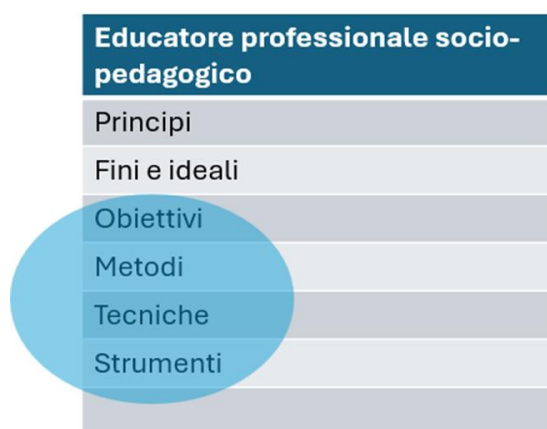 Educatore professionale socio-
pedagogico
Principi
Fini e ideali
Obiettivi
Metodi
Tecniche
Strumenti